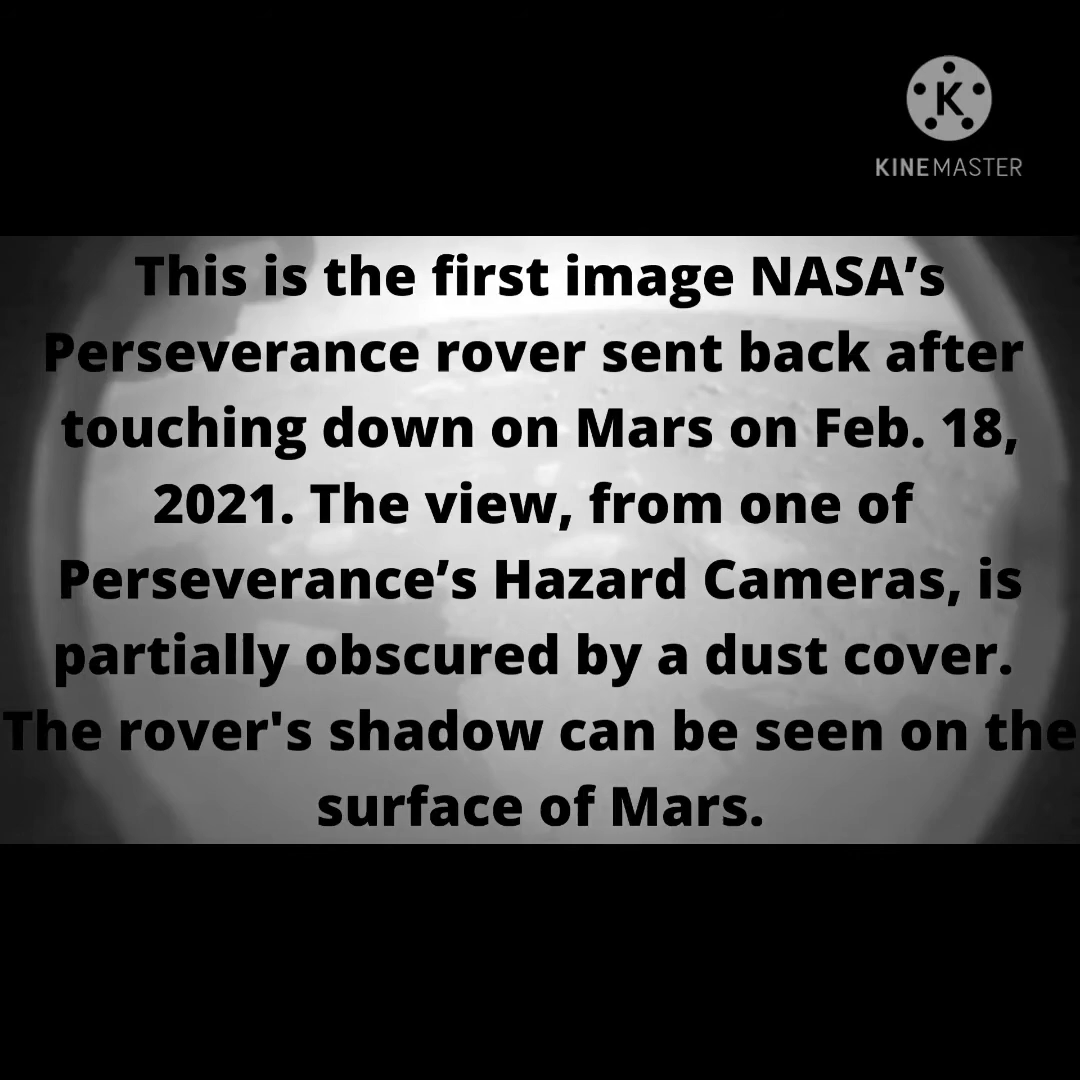 K
KINEMASTER
This is the first image NASA’s
Perseverance rover sent back after
touching down on Mars on Feb. 18,
2021. The view, from one of
Perseverance’s Hazard Cameras, is
partially obscured by a dust cover.
The rover's shadow can be seen on the
surface of Mars.